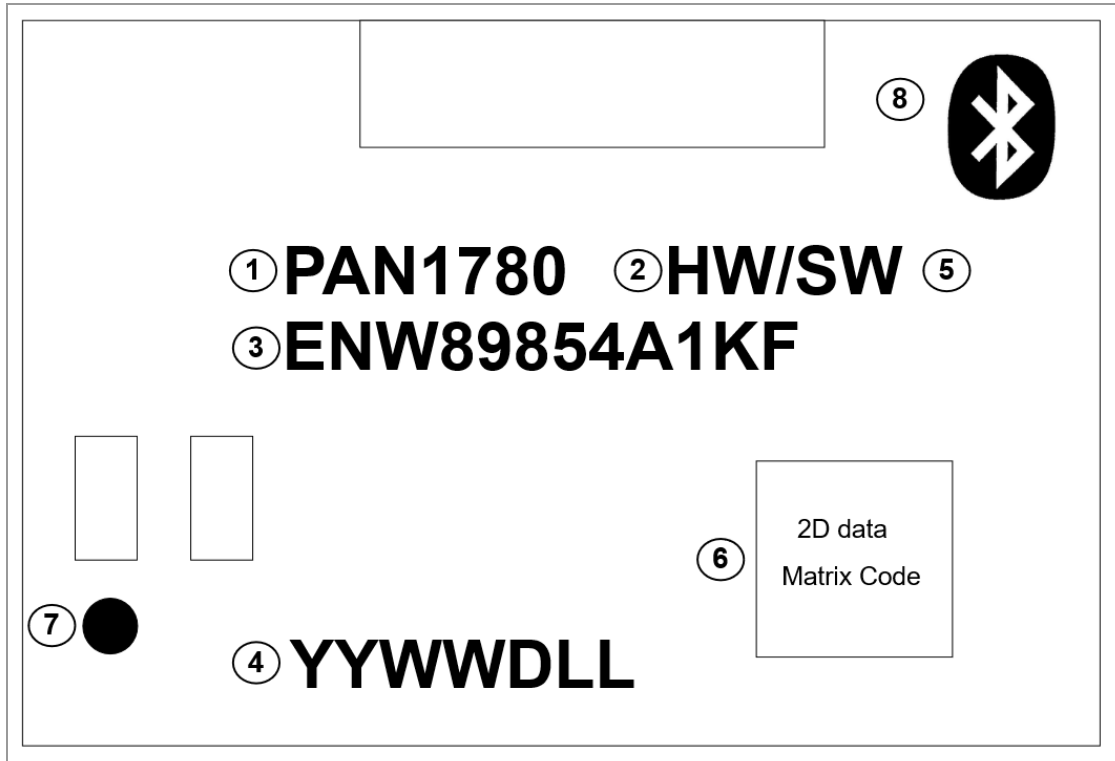 8
1 PAN1780 2 HW/SW 5
3 ENW89854A1KF
2D data
6
Matrix Code
7
4 YYWWDLL